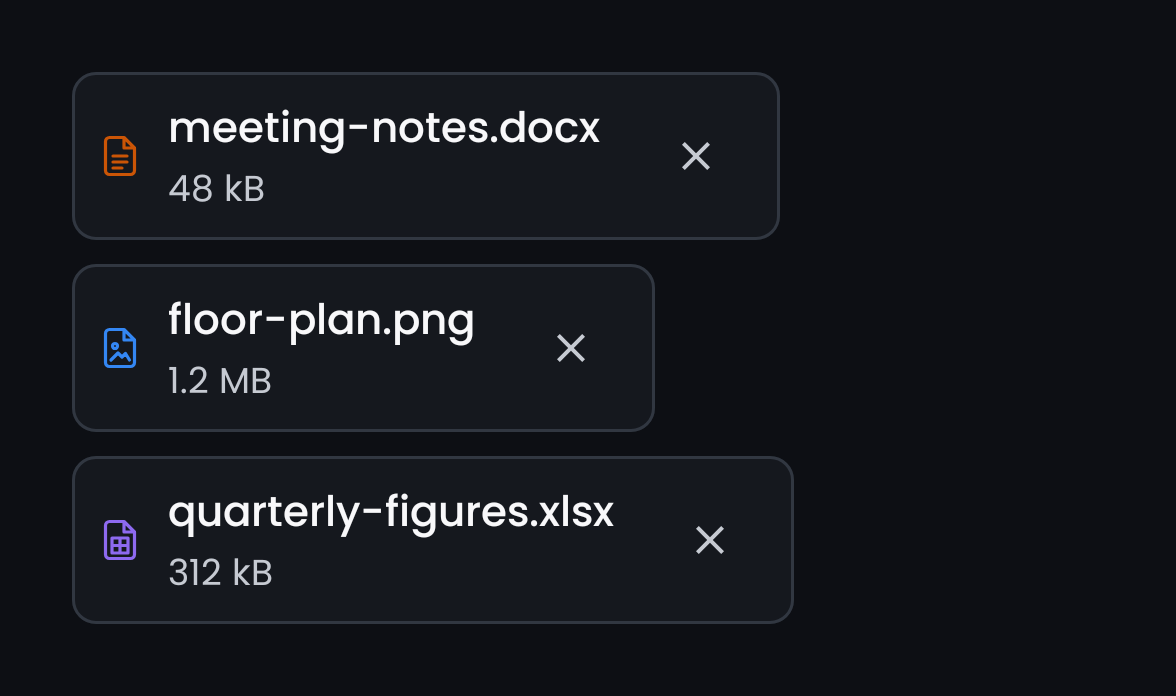 meeting-notes.docx
48 kB
floor-plan.png
1.2 MB
quarterly-figures.xlsx
312 kB